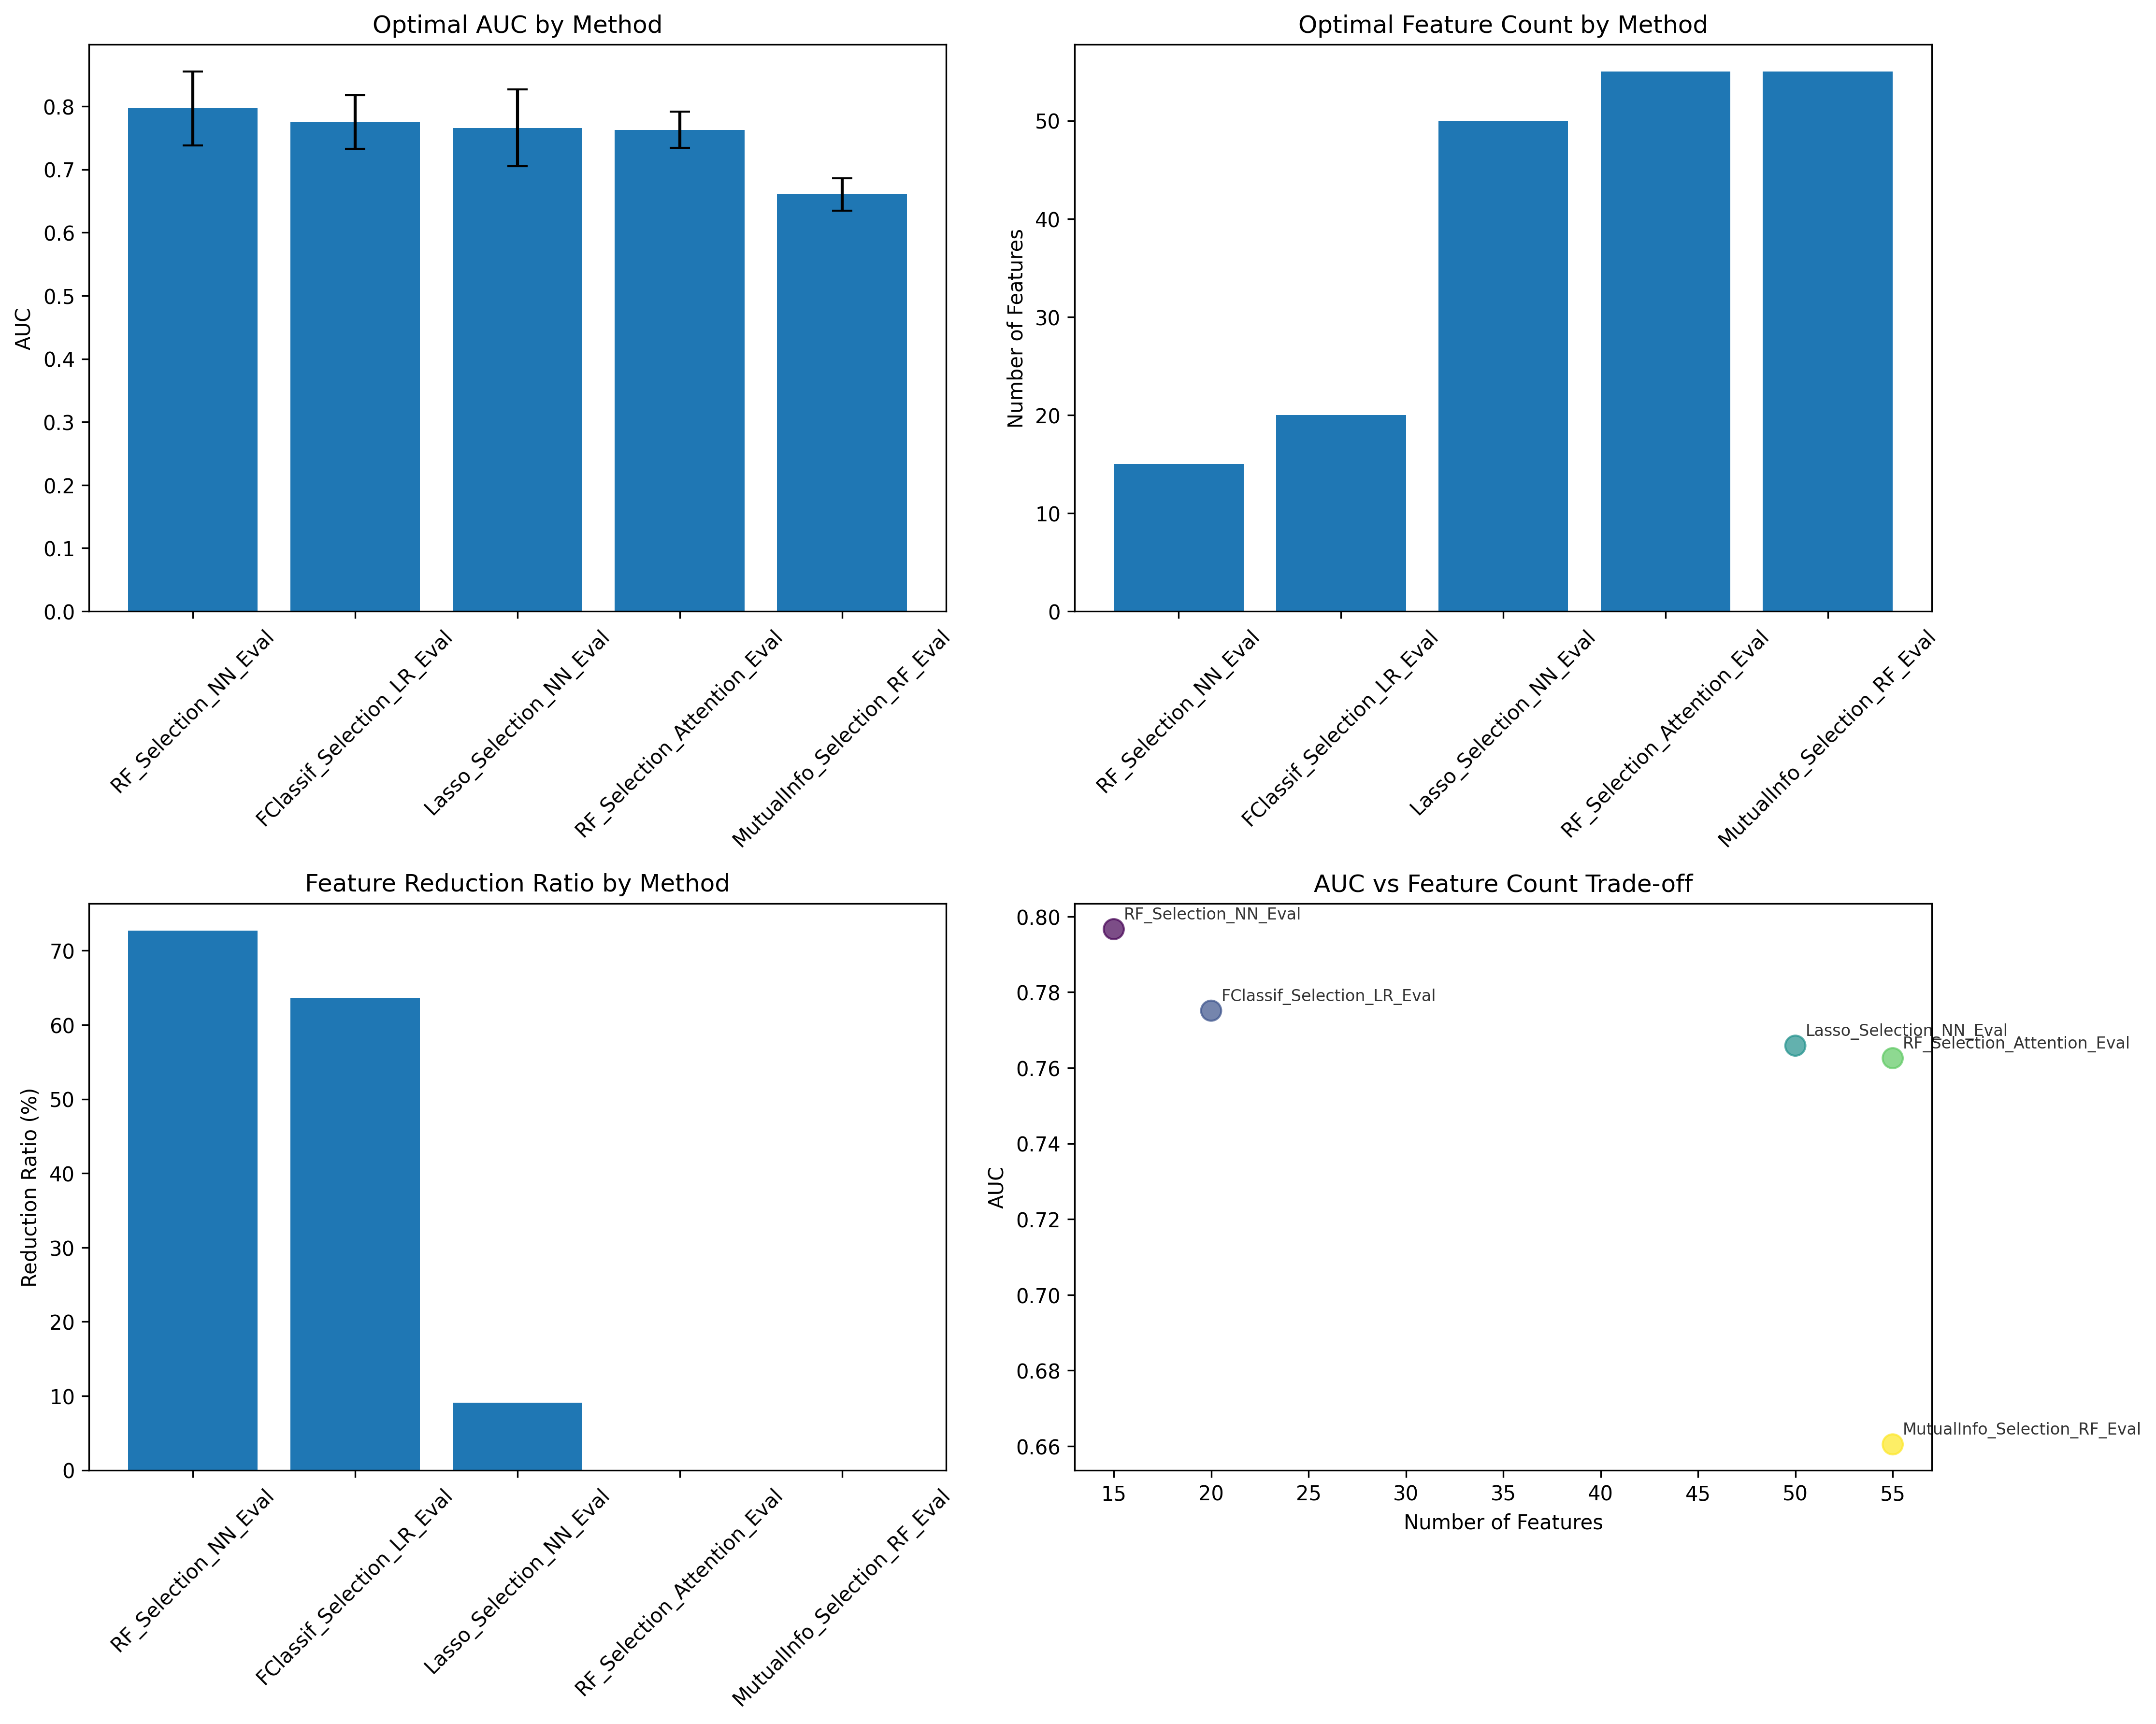 Optimal AUC by Method
AUC
0.8
0.7
0.6
0.5
0.4
0.3
0.2
0.1
0.0
RF_Selection_NN_Eval
FClassif_Selection_LR_Eval
Lasso_Selection_NN_Eval
RF_Selection_Attention_Eval
MutualInfo_Selection_RF_Eval
Optimal Feature Count by Method
Number of Features
50
40
30
20
10
0
RF_Selection_NN_Eval
FClassif_Selection_LR_Eval
Lasso_Selection_NN_Eval
RF_Selection_Attention_Eval
MutualInfo_Selection_RF_Eval
Feature Reduction Ratio by Method
Reduction Ratio (%)
70
60
50
40
30
20
10
0
RF_Selection_NN_Eval
FClassif_Selection_LR_Eval
Lasso_Selection_NN_Eval
RF_Selection_Attention_Eval
MutualInfo_Selection_RF_Eval
AUC vs Feature Count Trade-off
AUC
0.80
0.78
0.76
0.74
0.72
0.70
0.68
0.66
RF_Selection_NN_Eval
FClassif_Selection_LR_Eval
Lasso_Selection_NN_Eval
RF_Selection_Attention_Eval
MutualInfo_Selection_RF_Eval
15 20 25 30 35 40 45 50 55
Number of Features